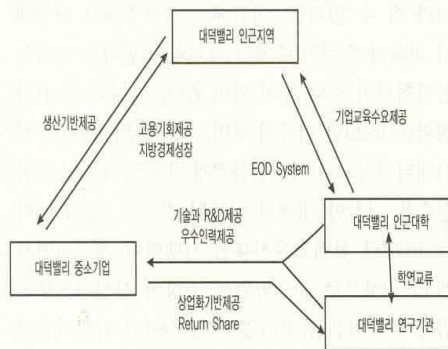 대덕밸리 인근지역
생산기반제공
고용기회제공
지방경제성장
기업교육수요제공
EOD System
기술과 R&D제공
우수인력제공
대덕밸리 인근대학
대덕밸리 중소기업
학연교류
상업화기반제공
Return Share
대덕밸리 연구기관